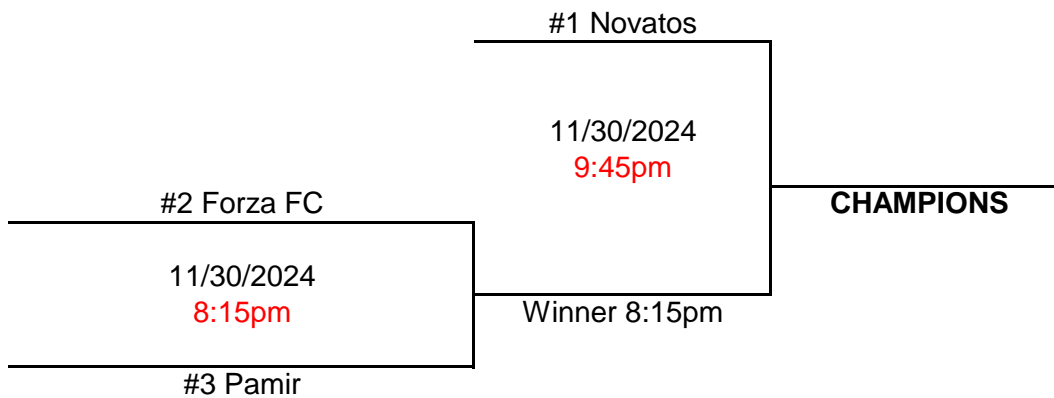 #1 Novatos
11/30/2024
9:45pm
#2 Forza FC
CHAMPIONS
11/30/2024
8:15pm
Winner 8:15pm
#3 Pamir